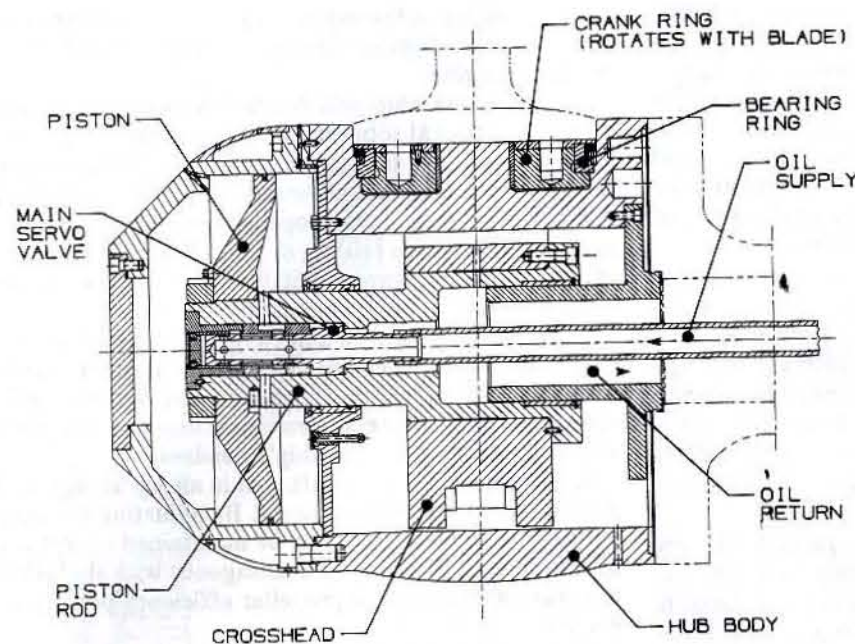 CRANK RING
(ROTATES WITH BLADE)
PISTON
BEARING
RING
OIL
SUPPLY
MAIN
SERVO
VALVE
OIL
RETURN
PISTON
ROD
CROSSHEAD
HUB BODY